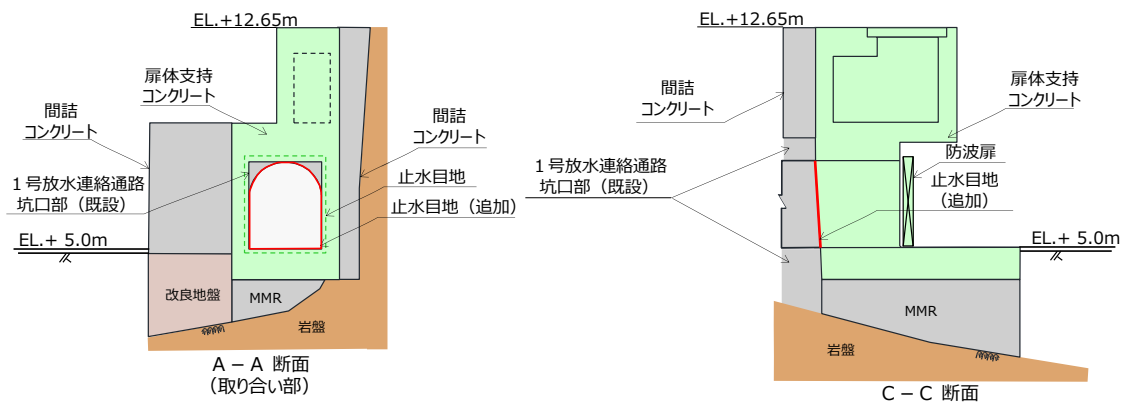 EL.+12.65m
扉体支持
コンクリート
間詰
コンクリート
間詰
コンクリート
1号放水連絡通路
坑口部（既設）
止水目地
止水目地（追加）
EL.+ 5.0m
改良地盤
MMR
岩盤
A – A 断面
（取り合い部）
EL.+12.65m
間詰
コンクリート
扉体支持
コンクリート
防波扉
1号放水連絡通路
坑口部（既設）
止水目地
（追加）
EL.+ 5.0m
MMR
岩盤
C – C 断面